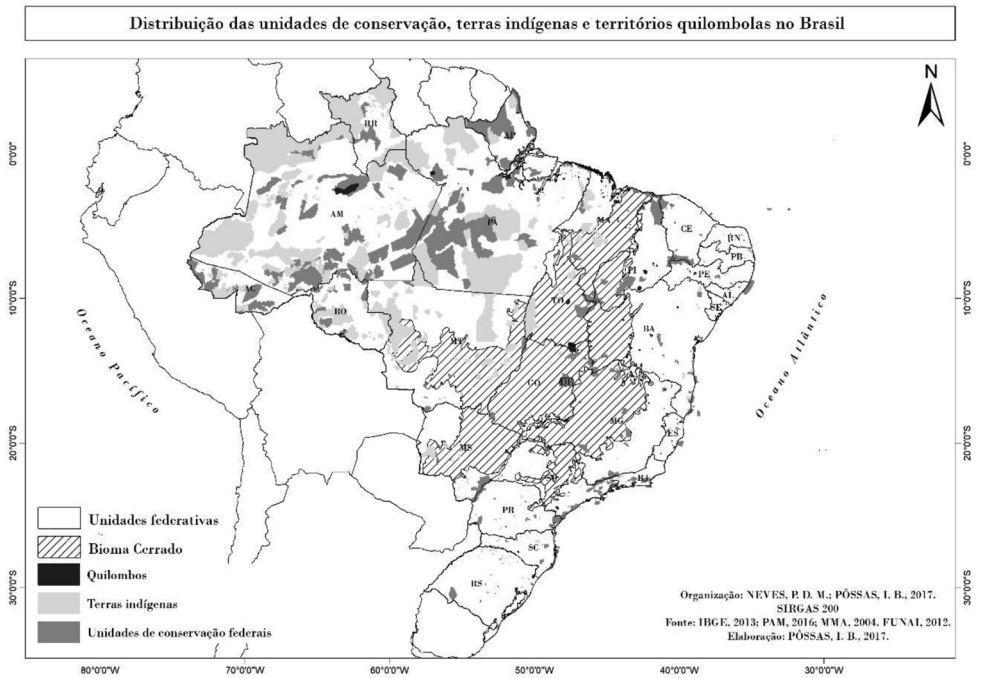 Distribuição das unidades de conservação, terras indígenas e territórios quilombolas no Brasil
N
0°0'0"
0°0'0"
RR
AP
AM
PA
MA
CE
RN
PB
PI
PE
AL
SE
AC
10°0'0"S
10°0'0"S
RO
TO
BA
MT
Oceano Pacífico
Oceano Atlântico
GO
DF
MG
ES
20°0'0"S
20°0'0"S
MS
SP
RJ
PR
SC
RS
30°0'0"S
30°0'0"S
Unidades federativas
Bioma Cerrado
Quilombos
Terras indígenas
Unidades de conservação federais
Organização: NEVES, P. D. M.; PÔSSAS, I. B., 2017.
SIRGAS 200
Fonte: IBGE, 2013; PAM, 2016; MMA, 2004. FUNAI, 2012.
Elaboração: PÔSSAS, I. B., 2017.
80°0'0"W
70°0'0"W
60°0'0"W
50°0'0"W
40°0'0"W
30°0'0"W